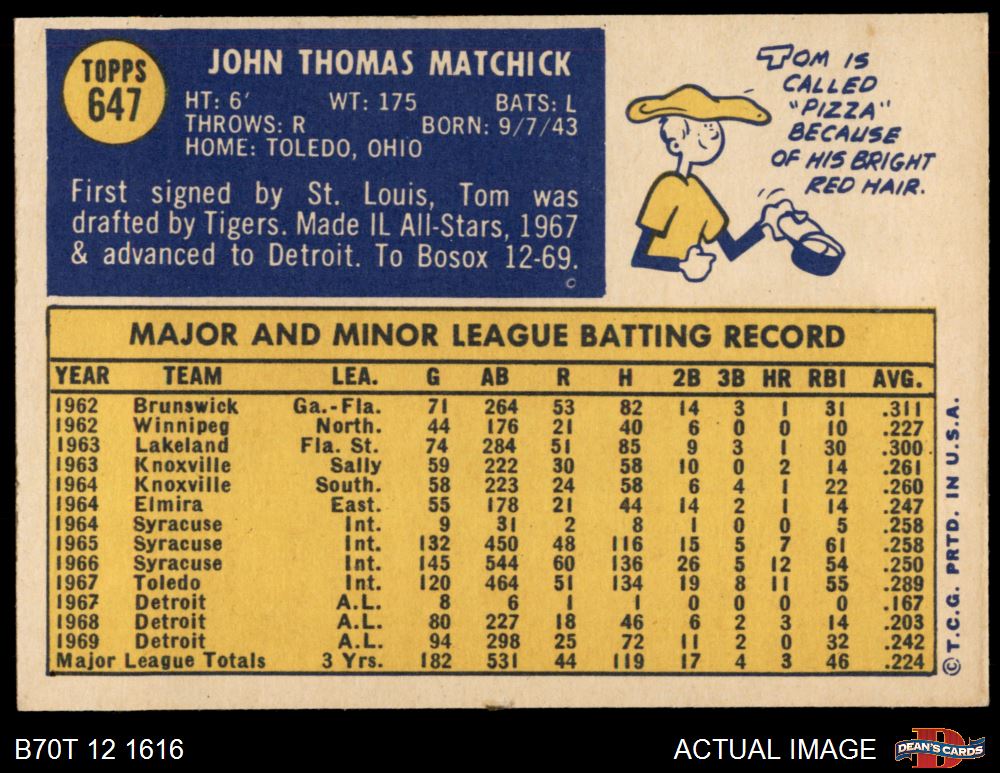 TOPPS
647
JOHN THOMAS MATCHICK
HT: 6' WT: 175 BATS: L
THROWS: R BORN: 9/7/43
HOME: TOLEDO, OHIO
First signed by St. Louis, Tom was
drafted by Tigers. Made IL All-Stars, 1967
& advanced to Detroit. To Bosox 12-69.
C
TOM IS
CALLED
"PIZZA"
BECAUSE
OF HIS BRIGHT
RED HAIR.
MAJOR AND MINOR LEAGUE BATTING RECORD
YEAR TEAM LEA. G AB R H 2B 3B HR RBI AVG.
1962 Brunswick Ga.-Fla. 71 264 53 82 14 3 1 31 .311
1962 Winnipeg North. 44 176 21 40 6 0 0 10 .227
1963 Lakeland Fla. St. 74 284 51 85 9 3 1 30 .300
1963 Knoxville Sally 59 222 30 58 10 0 2 14 .261
1964 Knoxville South. 58 223 24 58 6 4 1 22 .260
1964 Elmira East. 55 178 21 44 14 2 1 14 .247
1964 Syracuse Int. 9 31 2 8 1 0 0 5 .258
1965 Syracuse Int. 132 450 48 116 15 5 7 61 .258
1966 Syracuse Int. 145 544 60 136 26 5 12 54 .250
1967 Toledo Int. 120 464 51 134 19 8 11 55 .289
1967 Detroit A.L. 8 6 1 1 0 0 0 0 .167
1968 Detroit A.L. 80 227 18 46 6 2 3 14 .203
1969 Detroit A.L. 94 298 25 72 11 2 0 32 .242
Major League Totals 3 Yrs. 182 531 44 119 17 4 3 46 .224
© T.C.G. PRTD. IN U.S.A.
B70T 12 1616
ACTUAL IMAGE
DEAN'S CARDS